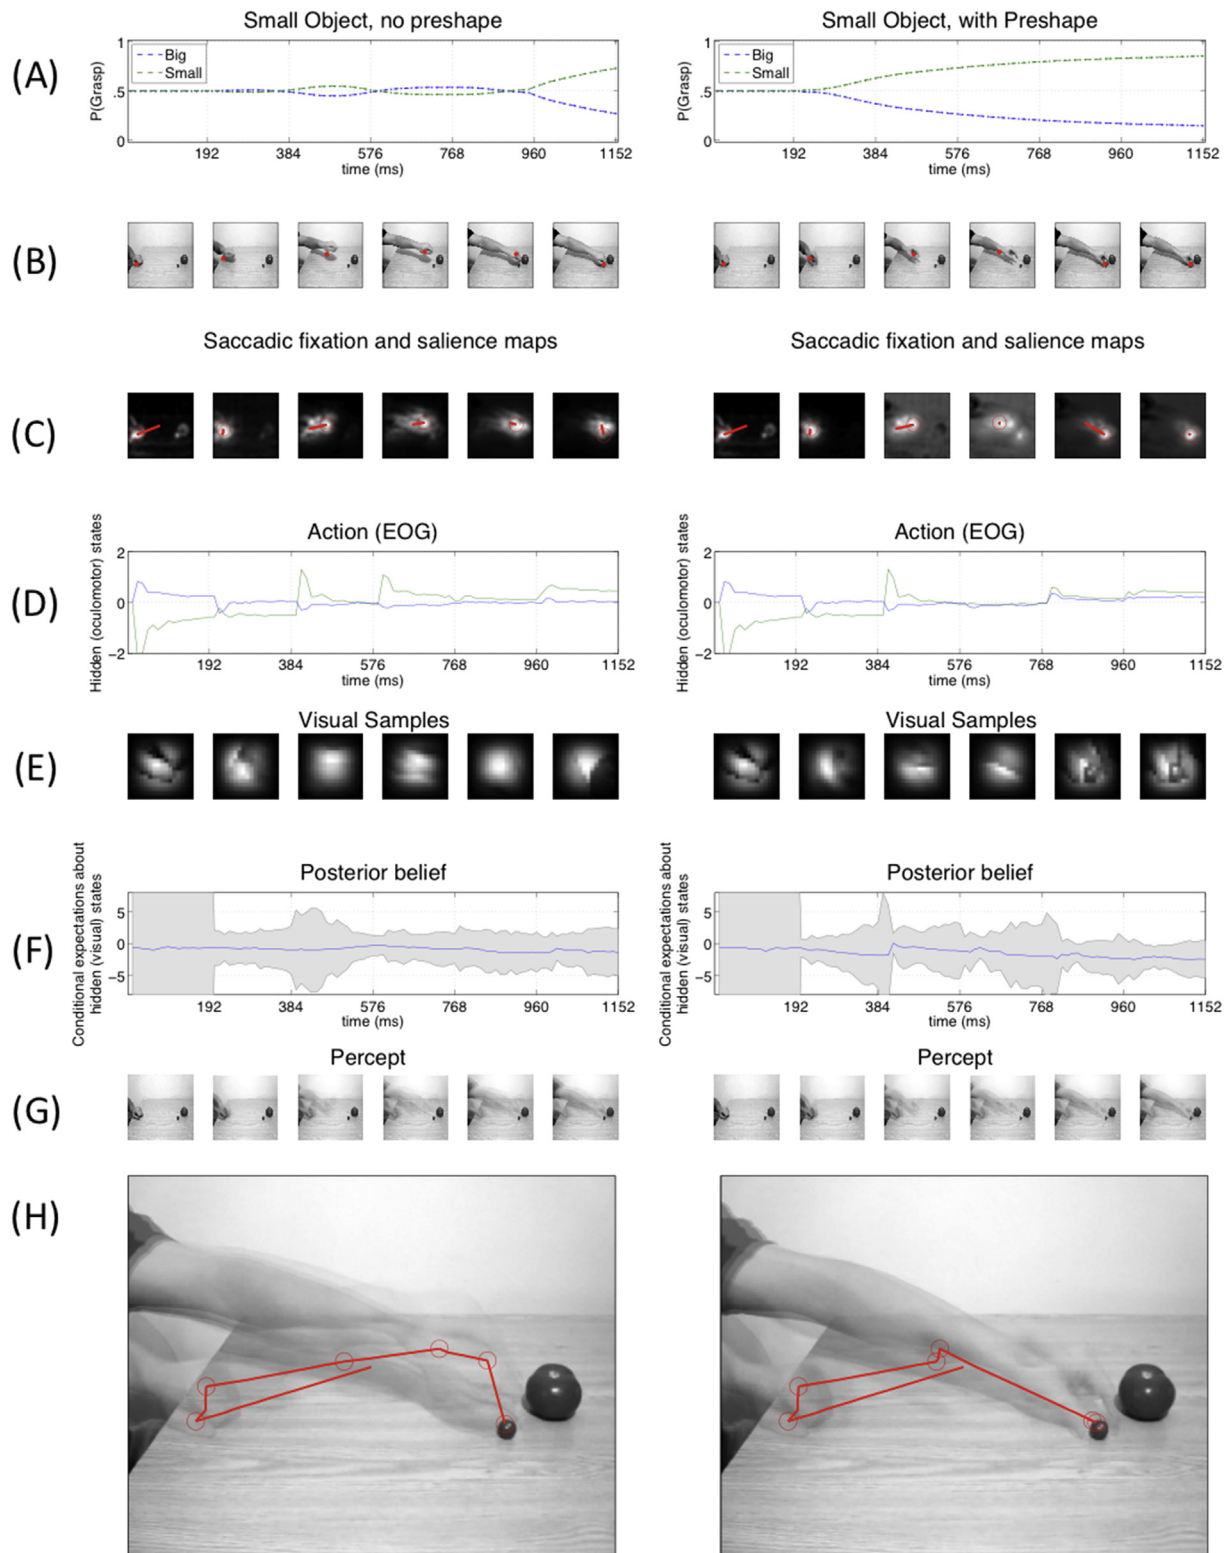 Small Object, no preshape
Small Object, with Preshape
(A)
P(Grasp)
1
.5
0
Big
Small
192 384 576 768 960 1152
time (ms)
P(Grasp)
1
.5
0
Big
Small
192 384 576 768 960 1152
time (ms)
(B)
Saccadic fixation and salience maps
Saccadic fixation and salience maps
(C)
Action (EOG)
Action (EOG)
(D)
Hidden (oculomotor) states
2
0
−2
192 384 576 768 960 1152
time (ms)
Hidden (oculomotor) states
2
0
−2
192 384 576 768 960 1152
time (ms)
Visual Samples
Visual Samples
(E)
Posterior belief
Posterior belief
(F)
Conditional expectations about
hidden (visual) states
5
0
−5
192 384 576 768 960 1152
time (ms)
Conditional expectations about
hidden (visual) states
5
0
−5
192 384 576 768 960 1152
time (ms)
Percept
Percept
(G)
(H)